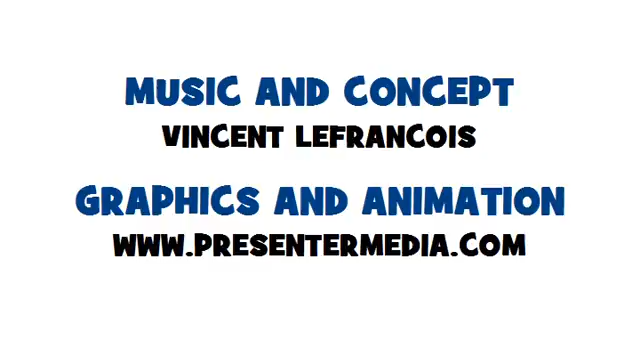 MUSIC AND CONCEPT
VINCENT LEFRANCOIS
GRAPHICS AND ANIMATION
WWW.PRESENTERMEDIA.COM